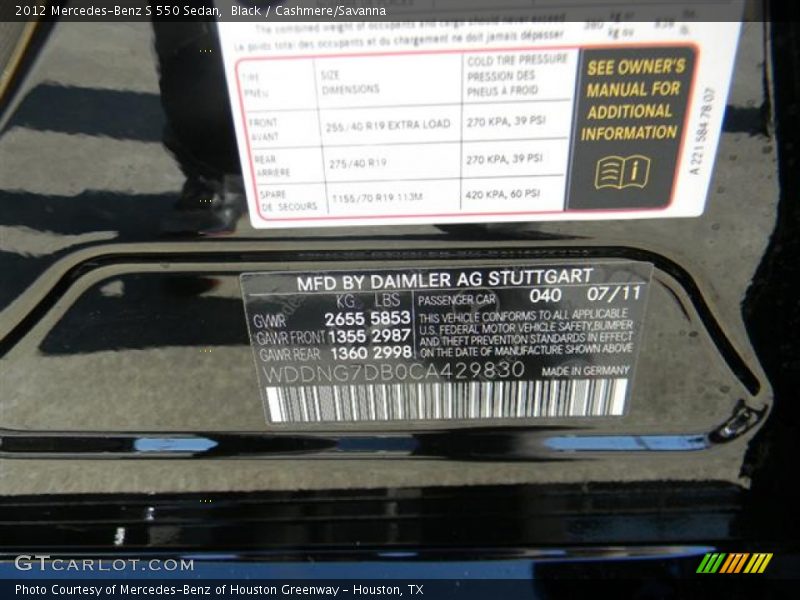 2012 Mercedes-Benz S 550 Sedan,  Black / Cashmere/Savanna
The combined weight of occupants and cargo should never exceed
Le poids total des occupants et du chargement ne doit jamais dépasser
kg ou
TIRE SIZE COLD TIRE PRESSURE
PNEU DIMENSIONS PRESSION DES
PNEUS À FROID
FRONT
AVANT 255/40 R19 EXTRA LOAD 270 KPA, 39 PSI
REAR
ARRIERE 275/40 R19 270 KPA, 39 PSI
SPARE
DE SECOURS T155/70 R19 113M 420 KPA, 60 PSI
SEE OWNER'S
MANUAL FOR
ADDITIONAL
INFORMATION
A 221 584 78 07
MFD BY DAIMLER AG STUTTGART
KG LBS PASSENGER CAR 040 07/11
GVWR 2655 5853
GAWR FRONT 1355 2987
GAWR REAR 1360 2998
THIS VEHICLE CONFORMS TO ALL APPLICABLE
U.S. FEDERAL MOTOR VEHICLE SAFETY,BUMPER
AND THEFT PREVENTION STANDARDS IN EFFECT
ON THE DATE OF MANUFACTURE SHOWN ABOVE
WDDNG7DB0CA429830 MADE IN GERMANY
GTCARLOT.COM
Photo Courtesy of Mercedes-Benz of Houston Greenway - Houston, TX